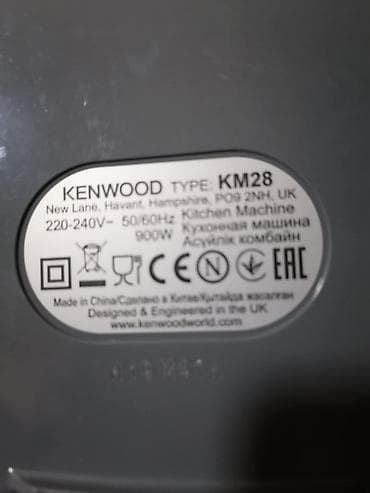 KENWOOD TYPE: KM28
New Lane, Havant, Hampshire, PO9 2NH, UK
220-240V~ 50/60Hz Kitchen Machine
900W Кухонная машина
Асүйлік комбайн
CE N EAC
Made in China/Сделано в Китае/Қытайда жасалған
Designed & Engineered in the UK
www.kenwoodworld.com